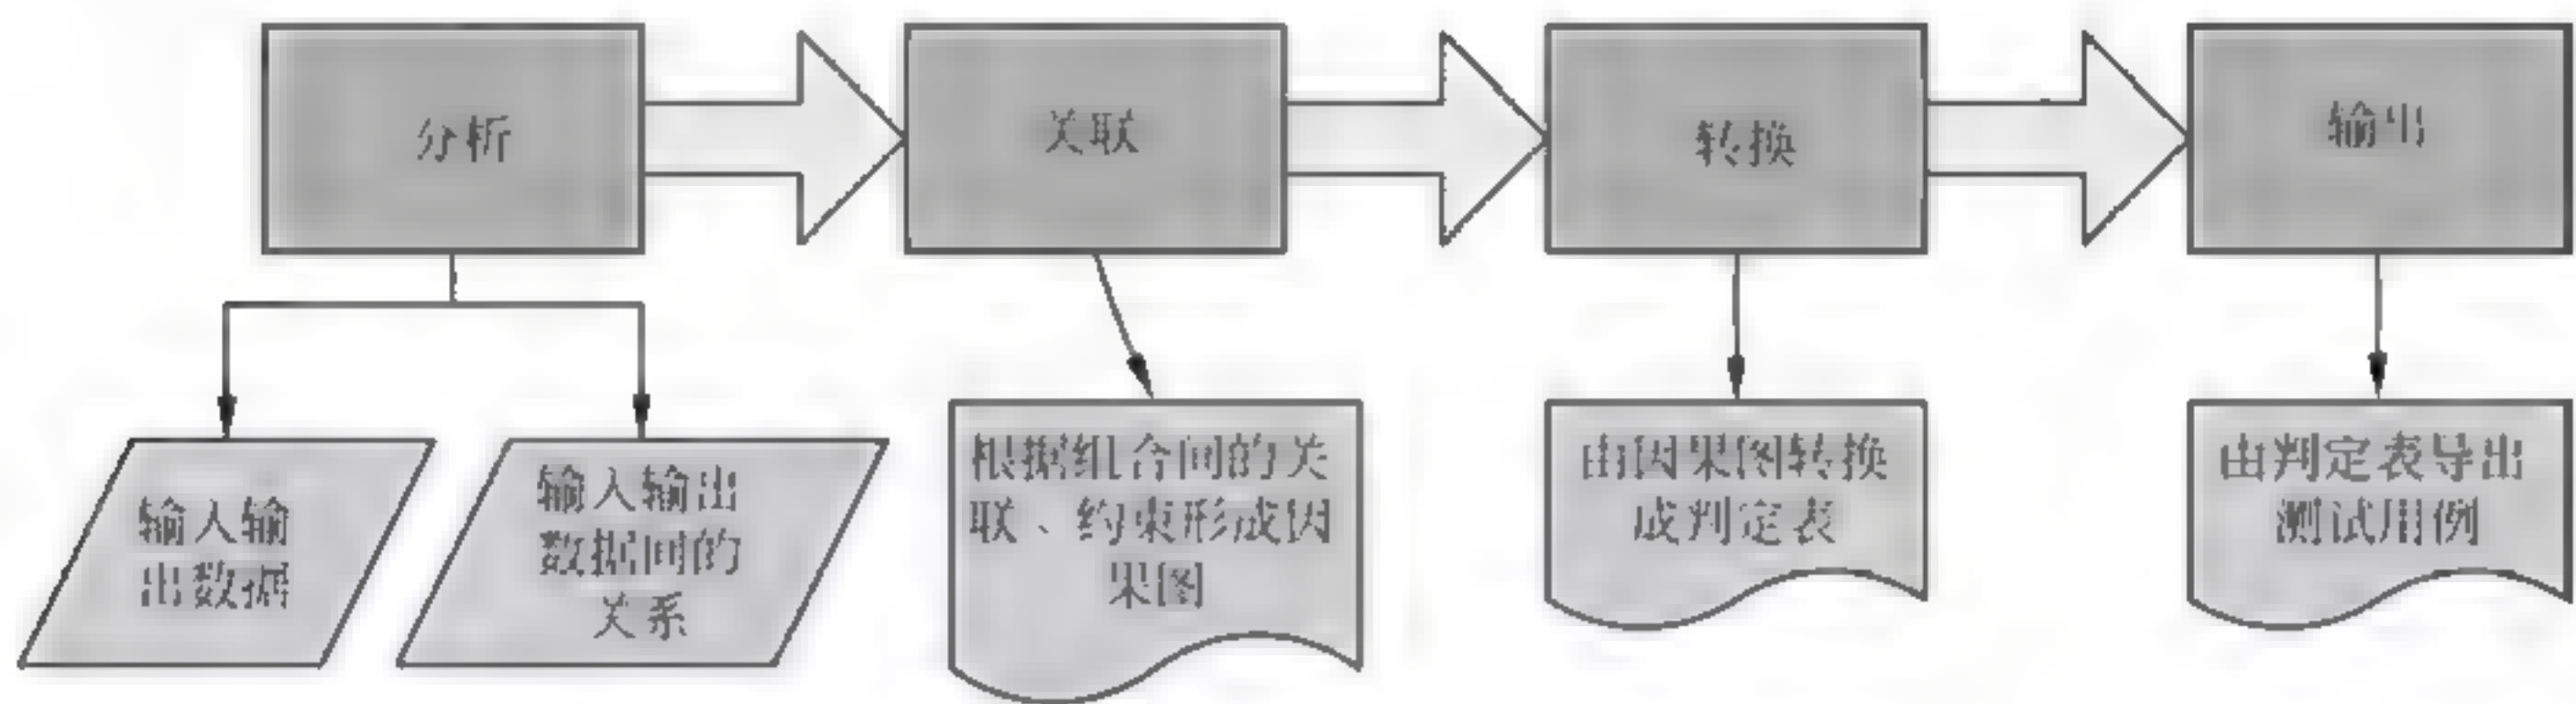 分析
关联
转换
输出
输入输
出数据
输入输出
数据间的
关系
根据组合间的关
联、约束形成因
果图
由因果图转换
成判定表
由判定表导出
测试用例